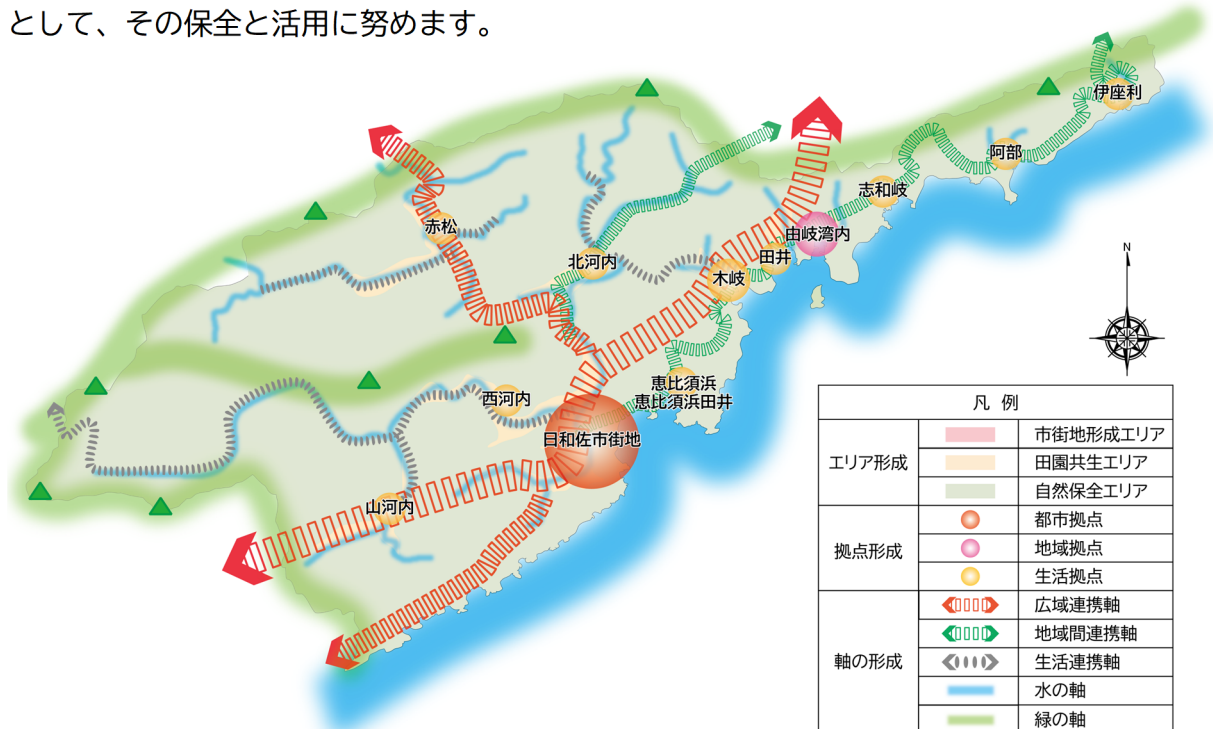 として、その保全と活用に努めます。
伊座利
阿部
志和岐
由岐湾内
田井
木岐
赤松
北河内
恵比須浜
恵比須浜田井
西河内
日和佐市街地
山河内
N
凡 例
エリア形成
市街地形成エリア
田園共生エリア
自然保全エリア
拠点形成
都市拠点
地域拠点
生活拠点
軸の形成
広域連携軸
地域間連携軸
生活連携軸
水の軸
緑の軸